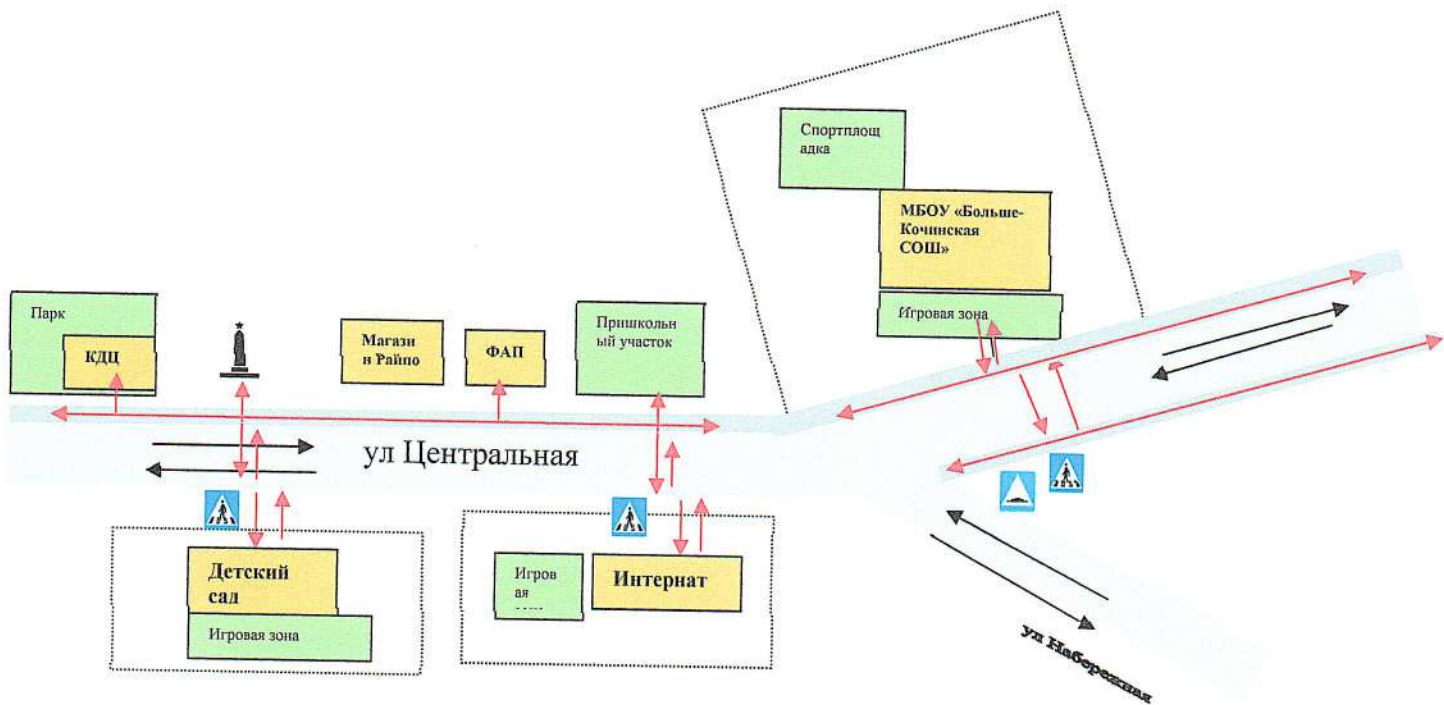 Спортплощ
адка
МБОУ «Больше-
Кочинская
СОШ»
Игровая зона
Парк
КДЦ
Магази
н Райпо
ФАП
Пришкольн
ый участок
ул Центральная
Детский
сад
Игровая зона
Игров
ая
Интернат
ул Набережная